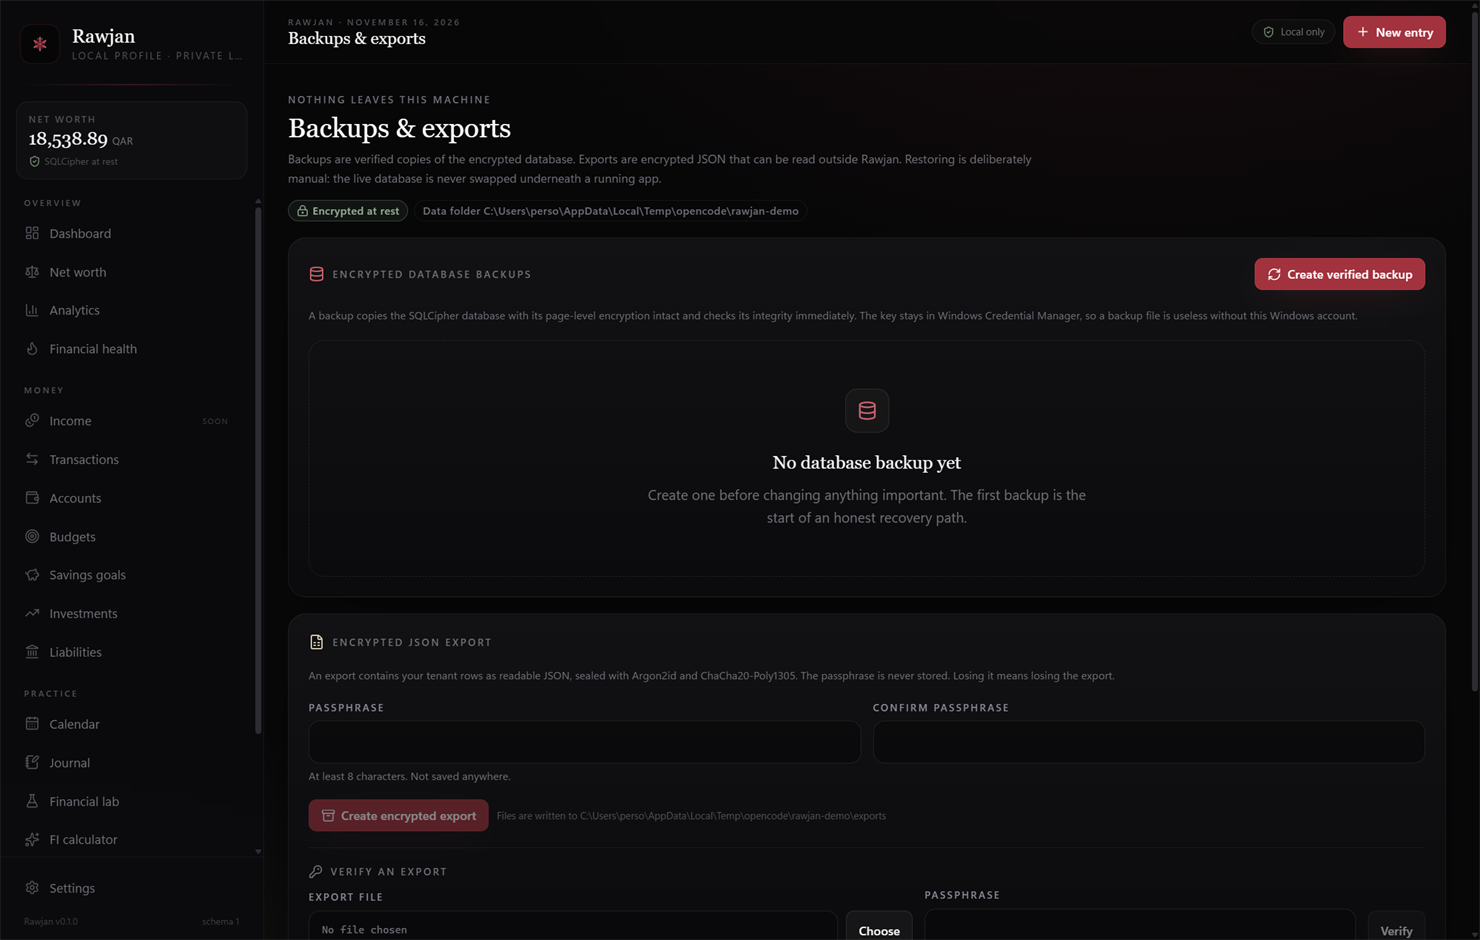 Rawjan
LOCAL PROFILE · PRIVATE L...
NET WORTH
18,538.89 QAR
SQLCipher at rest
OVERVIEW
Dashboard
Net worth
Analytics
Financial health
MONEY
Income SOON
Transactions
Accounts
Budgets
Savings goals
Investments
Liabilities
PRACTICE
Calendar
Journal
Financial lab
FI calculator
Settings
Rawjan v0.1.0 schema 1
RAWJAN · NOVEMBER 16, 2026
Backups & exports
Local only
New entry
NOTHING LEAVES THIS MACHINE
Backups & exports
Backups are verified copies of the encrypted database. Exports are encrypted JSON that can be read outside Rawjan. Restoring is deliberately
manual: the live database is never swapped underneath a running app.
Encrypted at rest
Data folder C:\Users\perso\AppData\Local\Temp\opencode\rawjan-demo
ENCRYPTED DATABASE BACKUPS
Create verified backup
A backup copies the SQLCipher database with its page-level encryption intact and checks its integrity immediately. The key stays in Windows Credential Manager, so a backup file is useless without this Windows account.
No database backup yet
Create one before changing anything important. The first backup is the
start of an honest recovery path.
ENCRYPTED JSON EXPORT
An export contains your tenant rows as readable JSON, sealed with Argon2id and ChaCha20-Poly1305. The passphrase is never stored. Losing it means losing the export.
PASSPHRASE
CONFIRM PASSPHRASE
At least 8 characters. Not saved anywhere.
Create encrypted export
Files are written to C:\Users\perso\AppData\Local\Temp\opencode\rawjan-demo\exports
VERIFY AN EXPORT
EXPORT FILE
PASSPHRASE
No file chosen
Choose
Verify